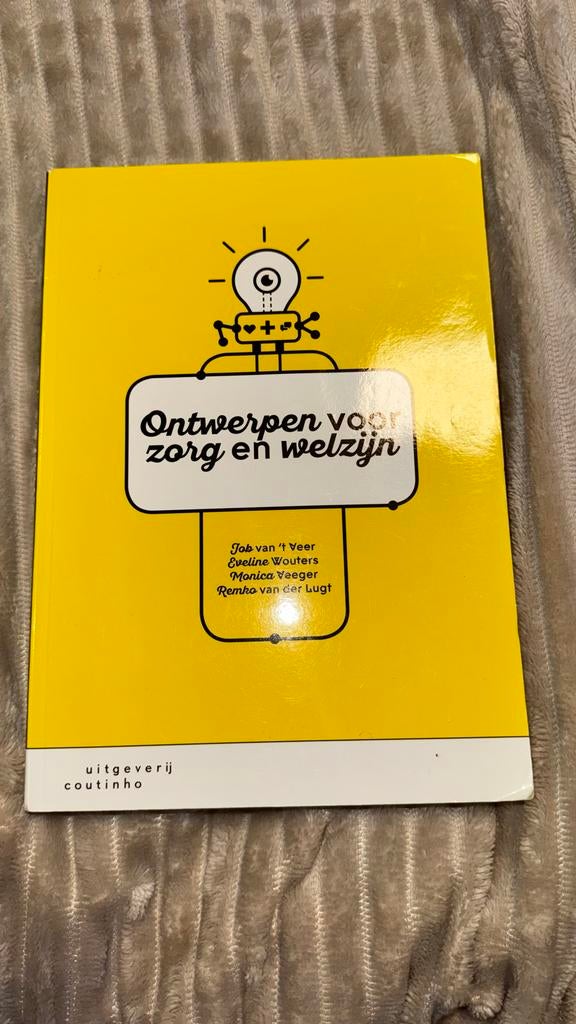 Ontwerpen voor
zorg en welzijn
Job van 't Veer
Eveline Wouters
Monica Veeger
Remko van der Lugt
uitgeverij
coutinho